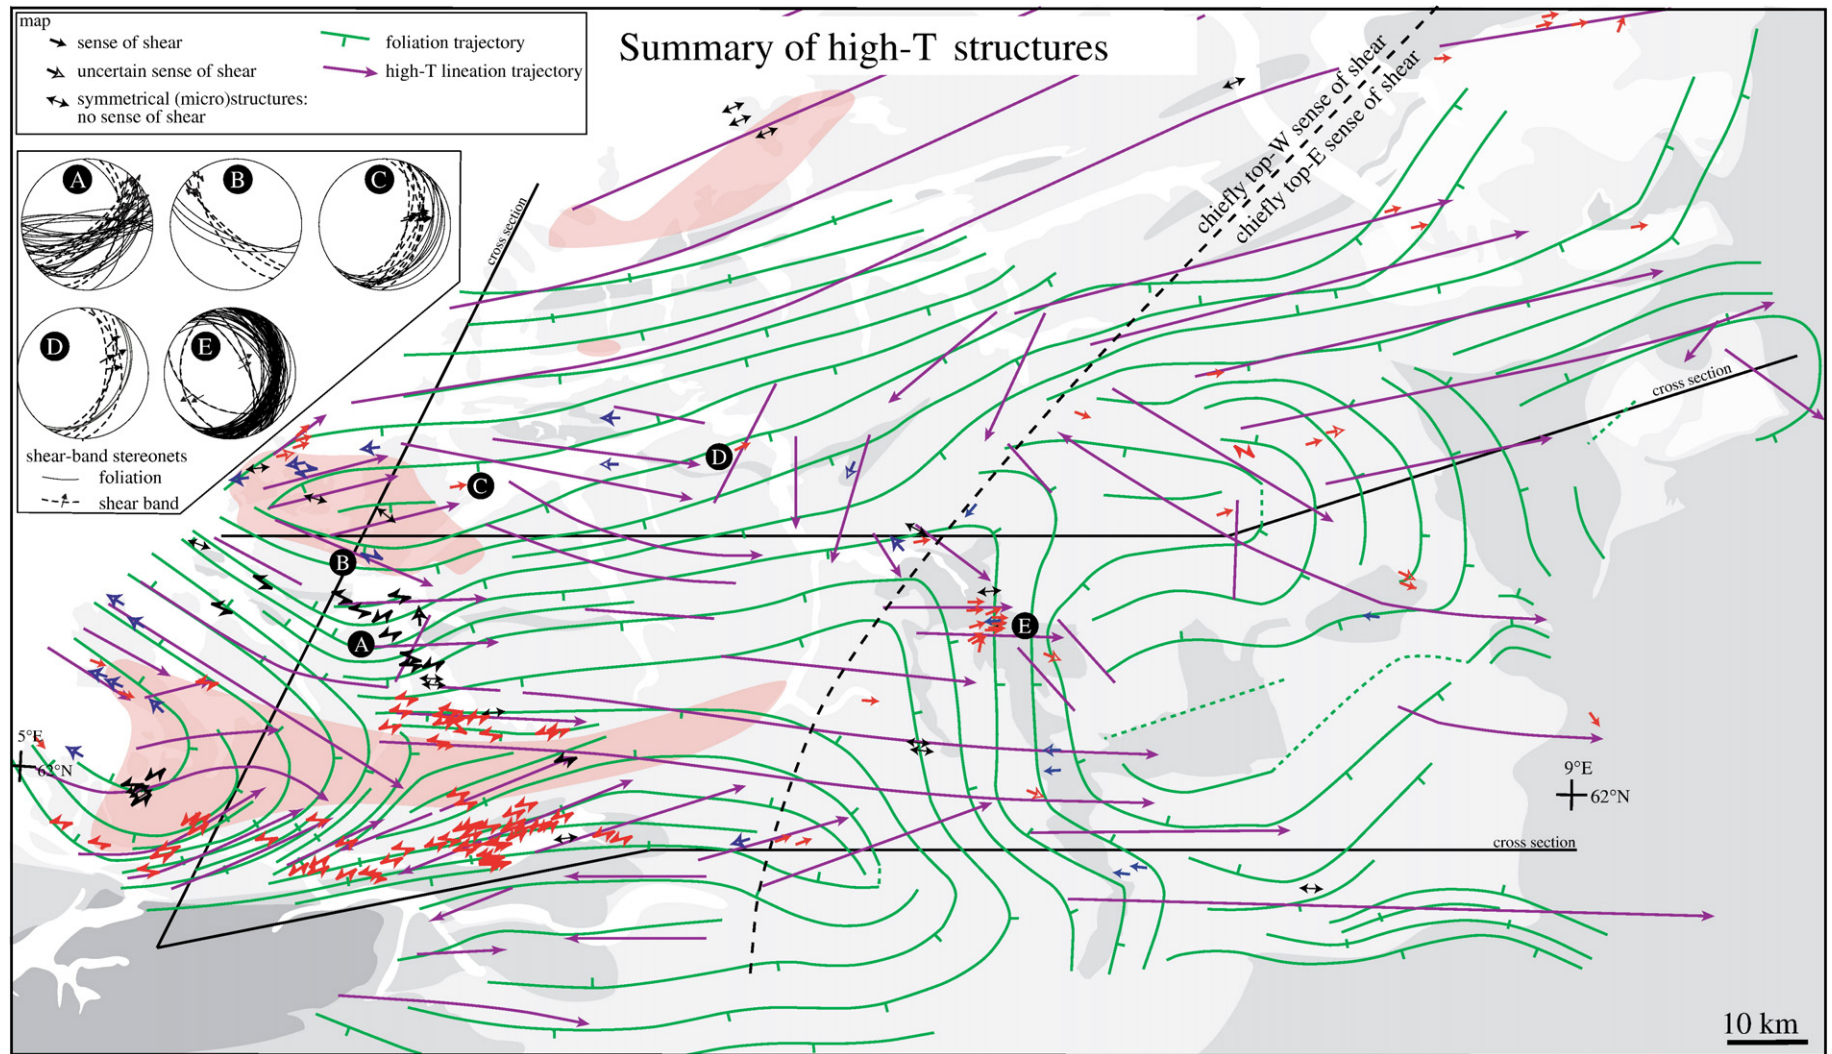 Summary of high-T structures
map
sense of shear
uncertain sense of shear
symmetrical (micro)structures:
no sense of shear
foliation trajectory
high-T lineation trajectory
A
B
C
D
E
shear-band stereonets
foliation
shear band
cross section
chiefly top-W sense of shear
chiefly top-E sense of shear
cross section
D
C
B
A
E
5°E
62°N
9°E
62°N
cross section
10 km